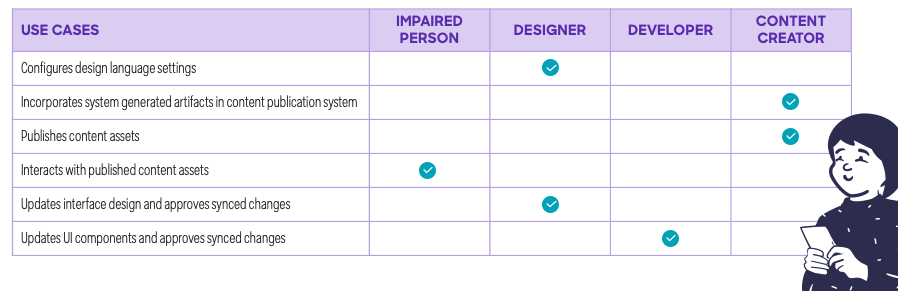 USE CASES
IMPAIRED
PERSON
DESIGNER
DEVELOPER
CONTENT
CREATOR
Configures design language settings
Incorporates system generated artifacts in content publication system
Publishes content assets
Interacts with published content assets
Updates interface design and approves synced changes
Updates UI components and approves synced changes